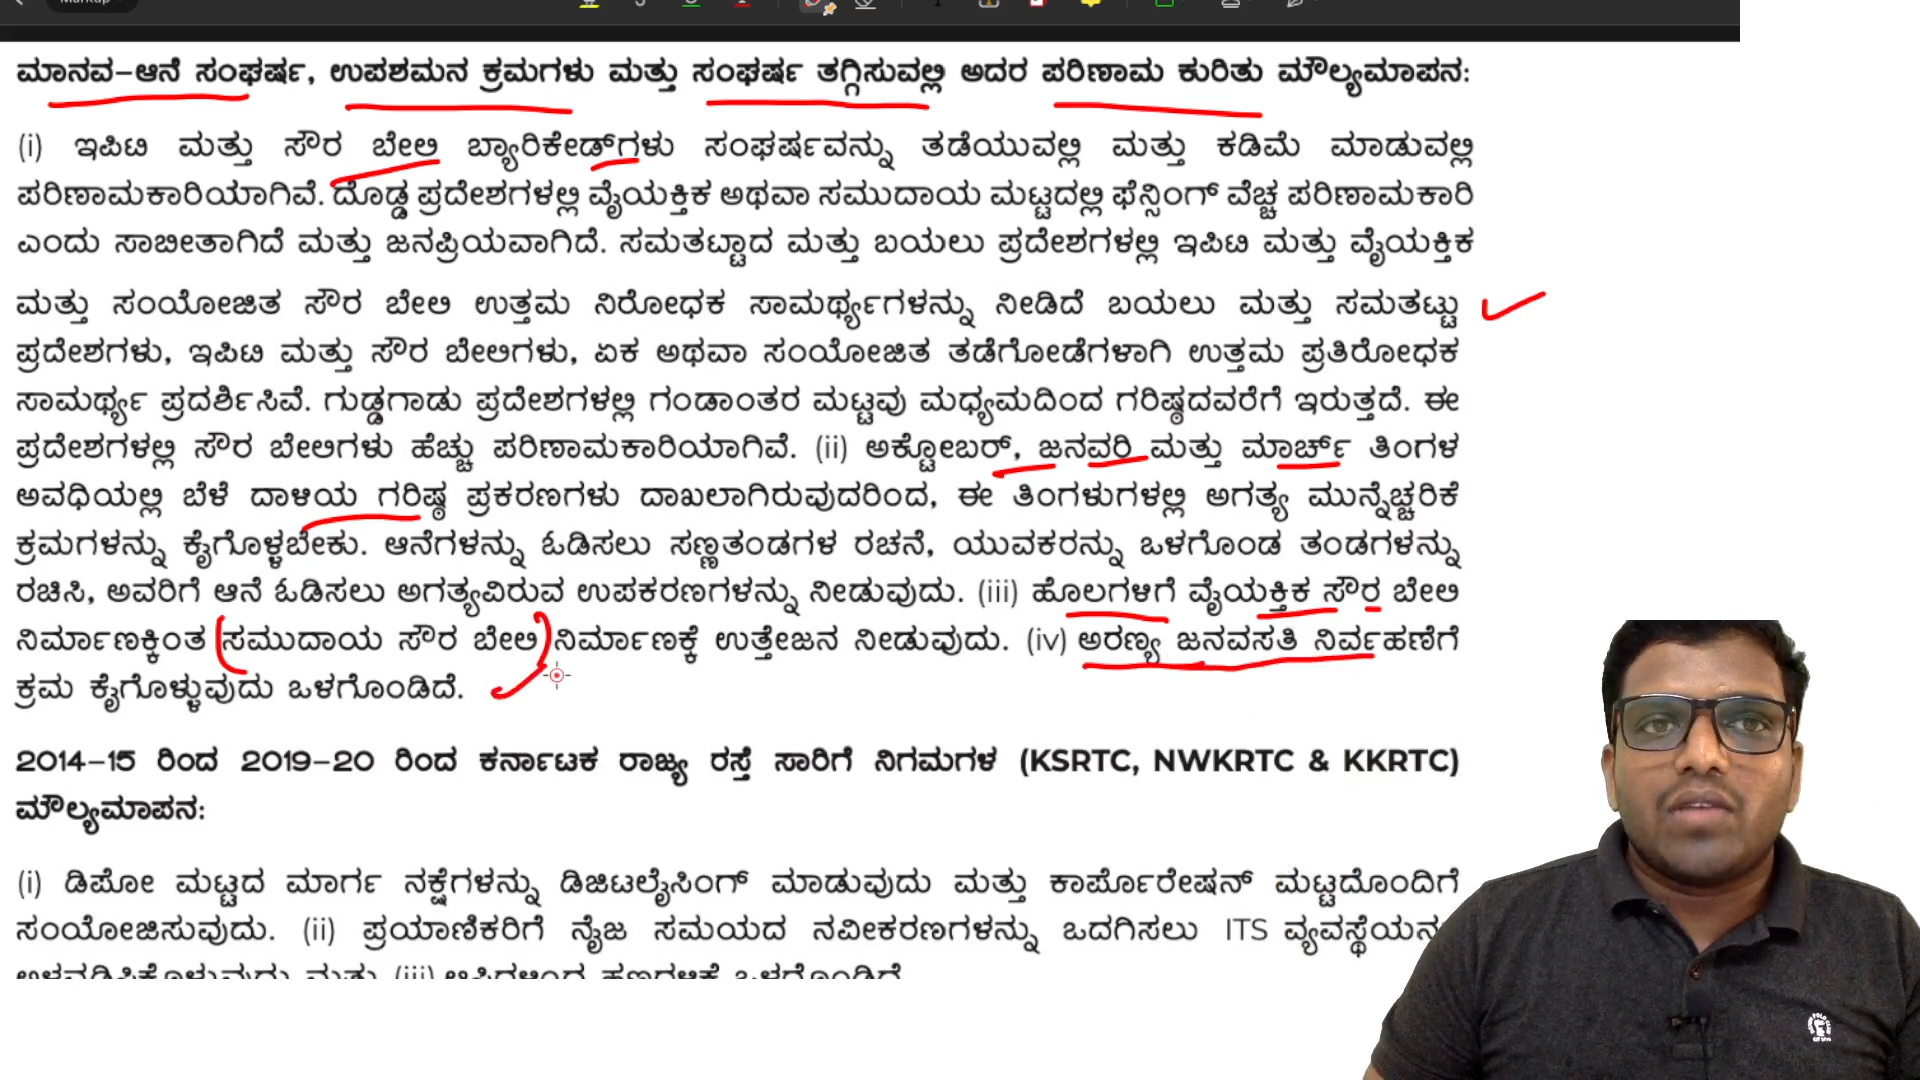 Markup
ಮಾನವ–ಆನೆ ಸಂಘರ್ಷ, ಉಪಶಮನ ಕ್ರಮಗಳು ಮತ್ತು ಸಂಘರ್ಷ ತಗ್ಗಿಸುವಲ್ಲಿ ಅದರ ಪರಿಣಾಮ ಕುರಿತು ಮೌಲ್ಯಮಾಪನ:
(i) ಇಪಿಟಿ ಮತ್ತು ಸೌರ ಬೇಲಿ ಬ್ಯಾರಿಕೇಡ್‌ಗಳು ಸಂಘರ್ಷವನ್ನು ತಡೆಯುವಲ್ಲಿ ಮತ್ತು ಕಡಿಮೆ ಮಾಡುವಲ್ಲಿ
ಪರಿಣಾಮಕಾರಿಯಾಗಿವೆ. ದೊಡ್ಡ ಪ್ರದೇಶಗಳಲ್ಲಿ ವೈಯಕ್ತಿಕ ಅಥವಾ ಸಮುದಾಯ ಮಟ್ಟದಲ್ಲಿ ಫೆನ್ಸಿಂಗ್ ವೆಚ್ಚ ಪರಿಣಾಮಕಾರಿ
ಎಂದು ಸಾಬೀತಾಗಿದೆ ಮತ್ತು ಜನಪ್ರಿಯವಾಗಿದೆ. ಸಮತಟ್ಟಾದ ಮತ್ತು ಬಯಲು ಪ್ರದೇಶಗಳಲ್ಲಿ ಇಪಿಟಿ ಮತ್ತು ವೈಯಕ್ತಿಕ
ಮತ್ತು ಸಂಯೋಜಿತ ಸೌರ ಬೇಲಿ ಉತ್ತಮ ನಿರೋಧಕ ಸಾಮರ್ಥ್ಯಗಳನ್ನು ನೀಡಿದೆ ಬಯಲು ಮತ್ತು ಸಮತಟ್ಟು
ಪ್ರದೇಶಗಳು, ಇಪಿಟಿ ಮತ್ತು ಸೌರ ಬೇಲಿಗಳು, ಏಕ ಅಥವಾ ಸಂಯೋಜಿತ ತಡೆಗೋಡೆಗಳಾಗಿ ಉತ್ತಮ ಪ್ರತಿರೋಧಕ
ಸಾಮರ್ಥ್ಯ ಪ್ರದರ್ಶಿಸಿವೆ. ಗುಡ್ಡಗಾಡು ಪ್ರದೇಶಗಳಲ್ಲಿ ಗಂಡಾಂತರ ಮಟ್ಟವು ಮಧ್ಯಮದಿಂದ ಗರಿಷ್ಠದವರೆಗೆ ಇರುತ್ತದೆ. ಈ
ಪ್ರದೇಶಗಳಲ್ಲಿ ಸೌರ ಬೇಲಿಗಳು ಹೆಚ್ಚು ಪರಿಣಾಮಕಾರಿಯಾಗಿವೆ. (ii) ಅಕ್ಟೋಬರ್, ಜನವರಿ ಮತ್ತು ಮಾರ್ಚ್ ತಿಂಗಳ
ಅವಧಿಯಲ್ಲಿ ಬೆಳೆ ದಾಳಿಯ ಗರಿಷ್ಠ ಪ್ರಕರಣಗಳು ದಾಖಲಾಗಿರುವುದರಿಂದ, ಈ ತಿಂಗಳುಗಳಲ್ಲಿ ಅಗತ್ಯ ಮುನ್ನೆಚ್ಚರಿಕೆ
ಕ್ರಮಗಳನ್ನು ಕೈಗೊಳ್ಳಬೇಕು. ಆನೆಗಳನ್ನು ಓಡಿಸಲು ಸಣ್ಣತಂಡಗಳ ರಚನೆ, ಯುವಕರನ್ನು ಒಳಗೊಂಡ ತಂಡಗಳನ್ನು
ರಚಿಸಿ, ಅವರಿಗೆ ಆನೆ ಓಡಿಸಲು ಅಗತ್ಯವಿರುವ ಉಪಕರಣಗಳನ್ನು ನೀಡುವುದು. (iii) ಹೊಲಗಳಿಗೆ ವೈಯಕ್ತಿಕ ಸೌರ ಬೇಲಿ
ನಿರ್ಮಾಣಕ್ಕಿಂತ ಸಮುದಾಯ ಸೌರ ಬೇಲಿ ನಿರ್ಮಾಣಕ್ಕೆ ಉತ್ತೇಜನ ನೀಡುವುದು. (iv) ಅರಣ್ಯ ಜನವಸತಿ ನಿರ್ವಹಣೆಗೆ
ಕ್ರಮ ಕೈಗೊಳ್ಳುವುದು ಒಳಗೊಂಡಿದೆ.
2014–15 ರಿಂದ 2019–20 ರಿಂದ ಕರ್ನಾಟಕ ರಾಜ್ಯ ರಸ್ತೆ ಸಾರಿಗೆ ನಿಗಮಗಳ (KSRTC, NWKRTC & KKRTC)
ಮೌಲ್ಯಮಾಪನ:
(i) ಡಿಪೋ ಮಟ್ಟದ ಮಾರ್ಗ ನಕ್ಷೆಗಳನ್ನು ಡಿಜಿಟಲೈಸಿಂಗ್ ಮಾಡುವುದು ಮತ್ತು ಕಾರ್ಪೊರೇಷನ್ ಮಟ್ಟದೊಂದಿಗೆ
ಸಂಯೋಜಿಸುವುದು. (ii) ಪ್ರಯಾಣಿಕರಿಗೆ ನೈಜ ಸಮಯದ ನವೀಕರಣಗಳನ್ನು ಒದಗಿಸಲು ITS
ಮತ್ತು (iii)